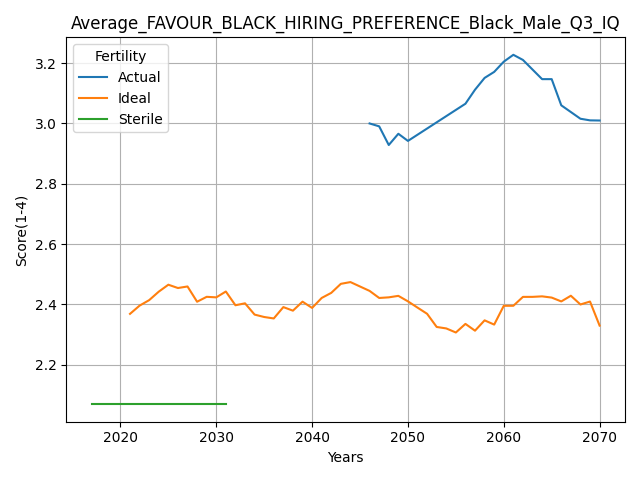 Average_FAVOUR_BLACK_HIRING_PREFERENCE_Black_Male_Q3_IQ
Fertility
Actual
Ideal
Sterile
Score(1-4)
3.2
3.0
2.8
2.6
2.4
2.2
2020 2030 2040 2050 2060 2070
Years